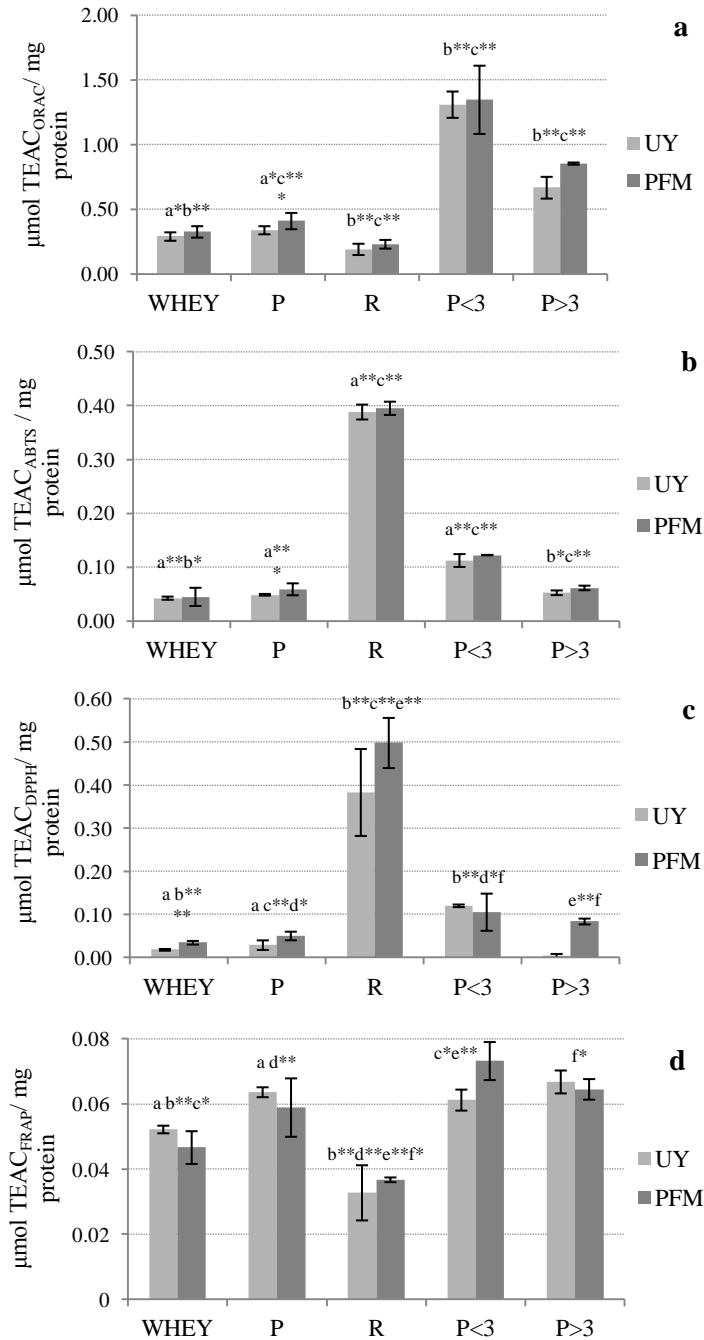 a
2.00
1.50
1.00
0.50
0.00
µmol TEAC_ORAC/ mg
protein
b**c**
b**c**
a*c**
*
a*b**
b**c**
UY
PFM
WHEY P R P<3 P>3
b
0.50
0.40
0.30
0.20
0.10
0.00
µmol TEAC_ABTS / mg
protein
a**c**
a**b*
a**
*
a**c**
b*c**
UY
PFM
WHEY P R P<3 P>3
c
0.60
0.50
0.40
0.30
0.20
0.10
0.00
µmol TEAC_DPPH/ mg
protein
b**c**e**
a b**
**
a c**d*
b**d*f
e**f
UY
PFM
WHEY P R P<3 P>3
d
0.08
0.06
0.04
0.02
0
µmol TEAC_FRAP/ mg
protein
a b**c*
a d**
b**d**e**f*
c*e**
f*
UY
PFM
WHEY P R P<3 P>3